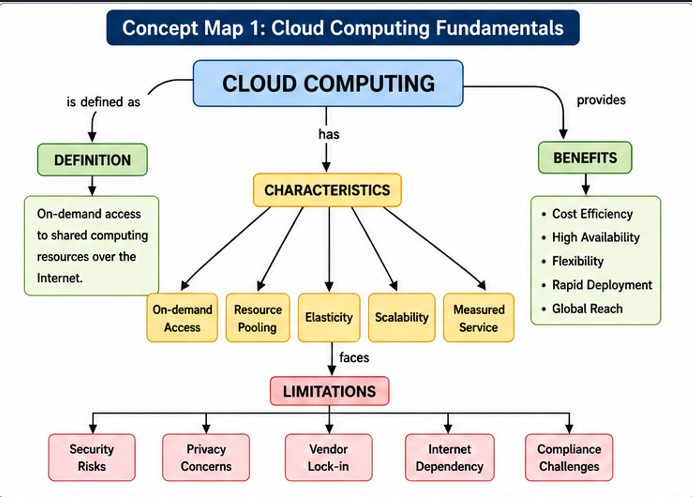 Concept Map 1: Cloud Computing Fundamentals
CLOUD COMPUTING
is defined as
has
provides
DEFINITION
On-demand access
to shared computing
resources over the
Internet.
CHARACTERISTICS
On-demand
Access
Resource
Pooling
Elasticity
Scalability
Measured
Service
BENEFITS
• Cost Efficiency
• High Availability
• Flexibility
• Rapid Deployment
• Global Reach
faces
LIMITATIONS
Security
Risks
Privacy
Concerns
Vendor
Lock-in
Internet
Dependency
Compliance
Challenges